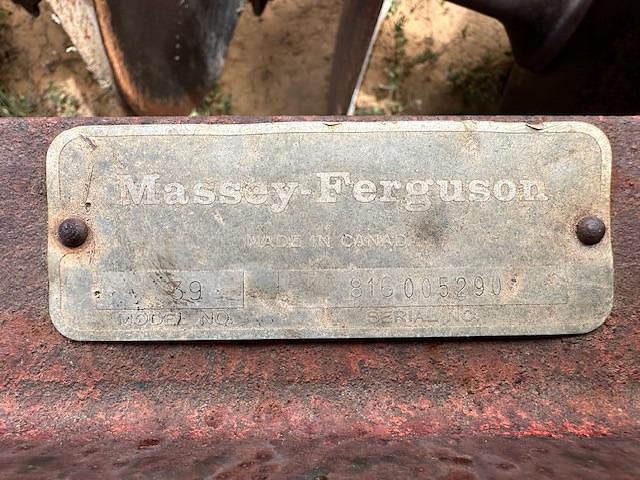 Massey-Ferguson
MADE IN CANADA
39 816005290
MODEL NO. SERIAL NO.